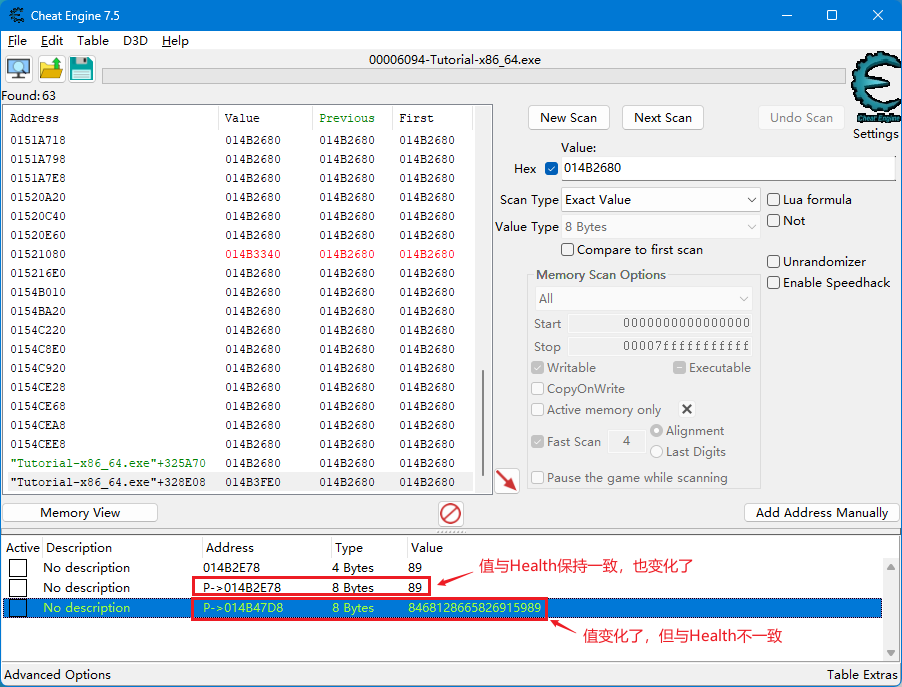 Cheat Engine 7.5
File Edit Table D3D Help
00006094-Tutorial-x86_64.exe
Found: 63
Cheat Engine
Settings
Address Value Previous First
0151A718 014B2680 014B2680 014B2680
0151A798 014B2680 014B2680 014B2680
0151A7E8 014B2680 014B2680 014B2680
01520A20 014B2680 014B2680 014B2680
01520C40 014B2680 014B2680 014B2680
01520E60 014B2680 014B2680 014B2680
01521080 014B3340 014B2680 014B2680
015216E0 014B2680 014B2680 014B2680
0154B010 014B2680 014B2680 014B2680
0154BA20 014B2680 014B2680 014B2680
0154C220 014B2680 014B2680 014B2680
0154C8E0 014B2680 014B2680 014B2680
0154C920 014B2680 014B2680 014B2680
0154CE28 014B2680 014B2680 014B2680
0154CE68 014B2680 014B2680 014B2680
0154CEA8 014B2680 014B2680 014B2680
0154CEE8 014B2680 014B2680 014B2680
"Tutorial-x86_64.exe"+325A70 014B2680 014B2680 014B2680
"Tutorial-x86_64.exe"+328E08 014B3FE0 014B2680 014B2680
New Scan Next Scan Undo Scan
Value:
Hex 014B2680
Scan Type Exact Value
Lua formula
Value Type 8 Bytes
Not
Compare to first scan
Unrandomizer
Enable Speedhack
Memory Scan Options
All
Start 0000000000000000
Stop 00007fffffffffff
Writable Executable
CopyOnWrite
Active memory only
Fast Scan 4 Alignment
Last Digits
Pause the game while scanning
Memory View Add Address Manually
Active Description Address Type Value
No description 014B2E78 4 Bytes 89
No description P->014B2E78 8 Bytes 89
No description P->014B47D8 8 Bytes 8468128665826915989
值与Health保持一致，也变化了
值变化了，但与Health不一致
Advanced Options Table Extras